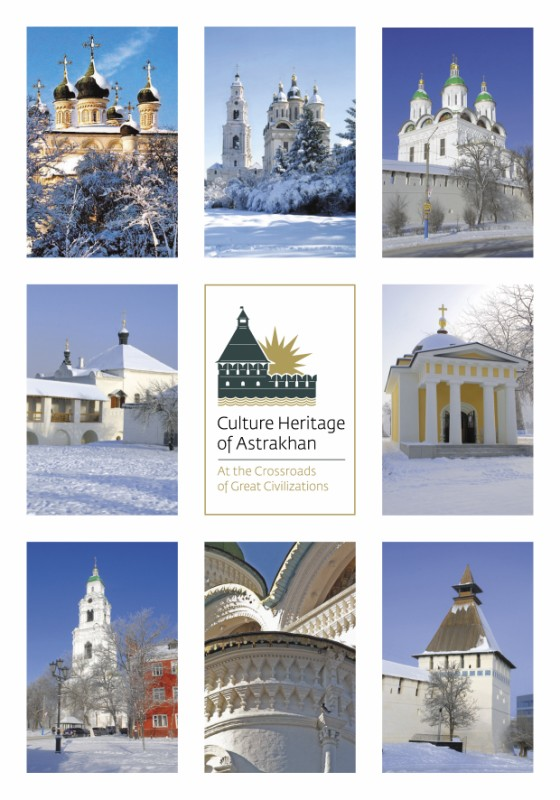 Culture Heritage
of Astrakhan
At the Crossroads
of Great Civilizations